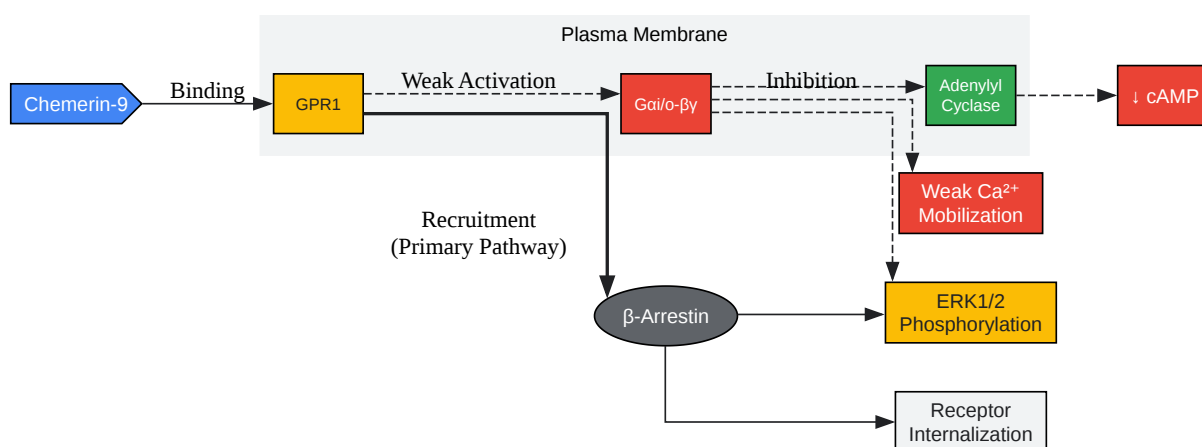 Plasma Membrane
Chemerin-9
Binding
GPR1
Weak Activation
Gαi/o-βγ
Inhibition
Adenylyl
Cyclase
↓ cAMP
Weak Ca²⁺
Mobilization
Recruitment
(Primary Pathway)
β-Arrestin
ERK1/2
Phosphorylation
Receptor
Internalization